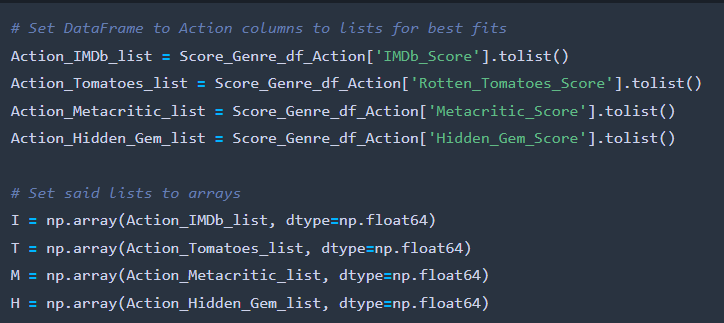 # Set DataFrame to Action columns to lists for best fits
Action_IMDb_list = Score_Genre_df_Action['IMDb_Score'].tolist()
Action_Tomatoes_list = Score_Genre_df_Action['Rotten_Tomatoes_Score'].tolist()
Action_Metacritic_list = Score_Genre_df_Action['Metacritic_Score'].tolist()
Action_Hidden_Gem_list = Score_Genre_df_Action['Hidden_Gem_Score'].tolist()
# Set said lists to arrays
I = np.array(Action_IMDb_list, dtype=np.float64)
T = np.array(Action_Tomatoes_list, dtype=np.float64)
M = np.array(Action_Metacritic_list, dtype=np.float64)
H = np.array(Action_Hidden_Gem_list, dtype=np.float64)